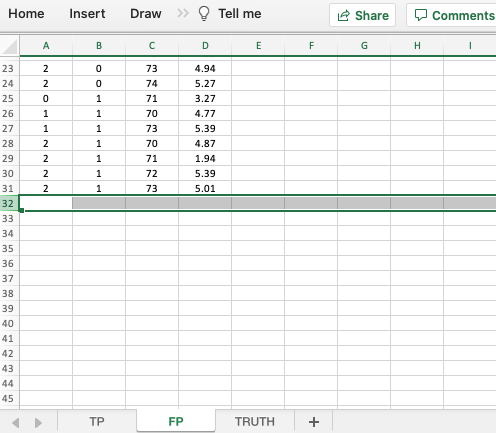 Home Insert Draw Tell me Share Comments
A B C D E F G H I
23 2 0 73 4.94
24 2 0 74 5.27
25 0 1 71 3.27
26 1 1 70 4.77
27 1 1 73 5.39
28 2 1 70 4.87
29 2 1 71 1.94
30 2 1 72 5.39
31 2 1 73 5.01
32
33
34
35
36
37
38
39
40
41
42
43
44
45
TP FP TRUTH +